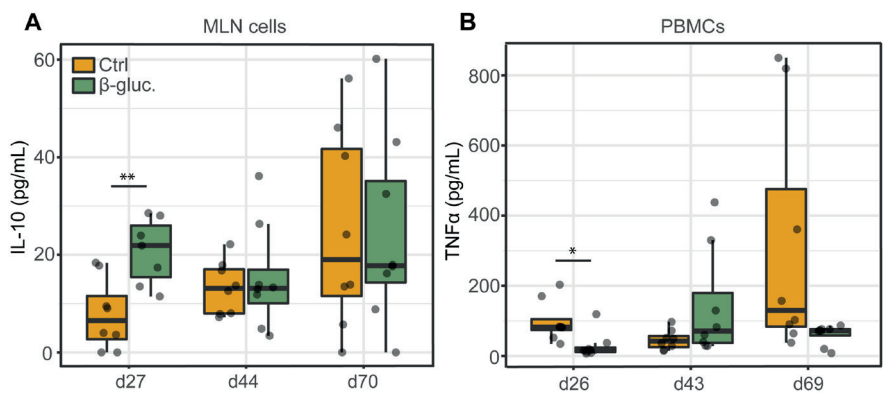 A
MLN cells
IL-10 (pg/mL)
60
40
20
0
Ctrl
β-gluc.
**
d27
d44
d70
B
PBMCs
TNFα (pg/mL)
800
600
400
200
0
*
d26
d43
d69